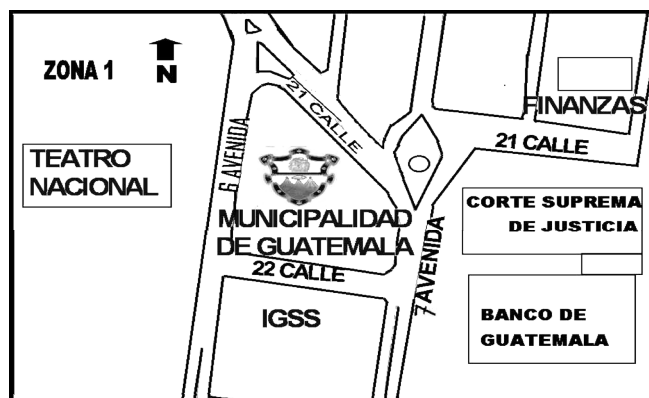 ZONA 1
N
FINANZAS
21 CALLE
21 CALLE
6 AVENIDA
TEATRO
NACIONAL
MUNICIPALIDAD
DE GUATEMALA
22 CALLE
7 AVENIDA
CORTE SUPREMA
DE JUSTICIA
IGSS
BANCO DE
GUATEMALA